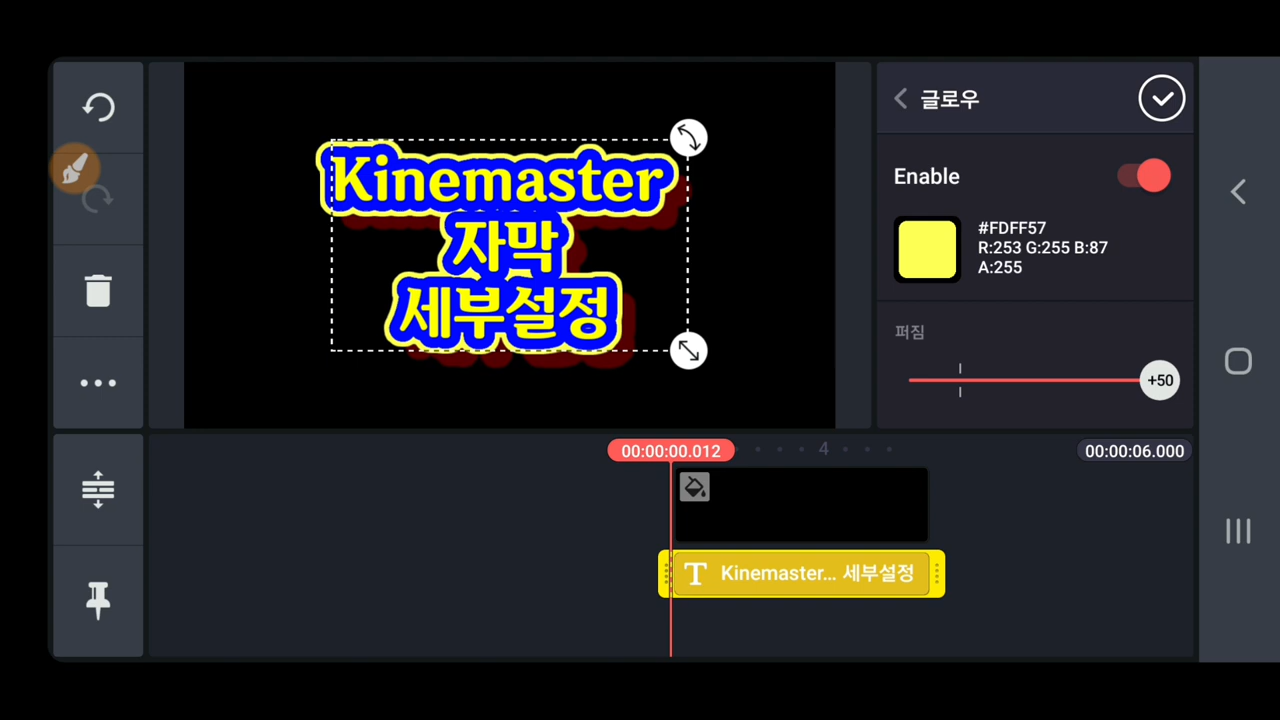 글로우
Enable
#FDFF57
R:253 G:255 B:87
A:255
퍼짐
+50
Kinemaster
자막
세부설정
00:00:00.012
4
00:00:06.000
T Kinemaster... 세부설정